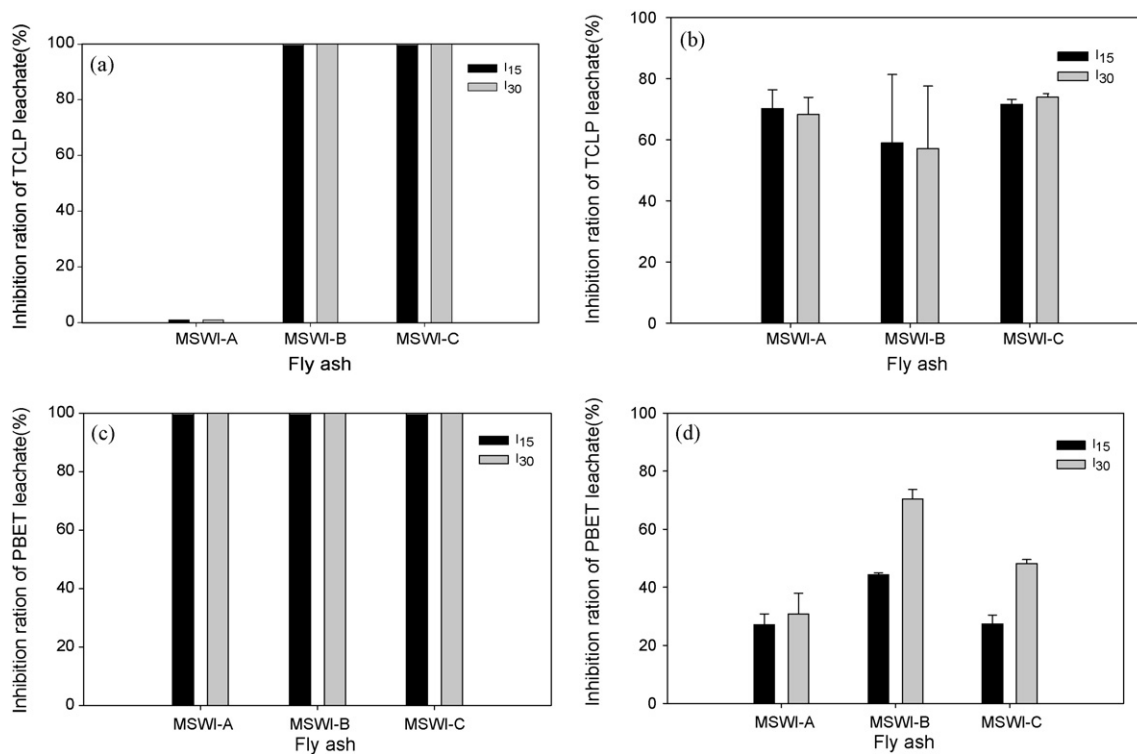 (a)
Inhibition ration of TCLP leachate(%)
100
80
60
40
20
0
I15
I30
MSWI-A MSWI-B MSWI-C
Fly ash
(b)
Inhibition ration of TCLP leachate(%)
100
80
60
40
20
0
I15
I30
MSWI-A MSWI-B MSWI-C
Fly ash
(c)
Inhibition ration of PBET leachate(%)
100
80
60
40
20
0
I15
I30
MSWI-A MSWI-B MSWI-C
Fly ash
(d)
Inhibition ration of PBET leachate(%)
100
80
60
40
20
0
I15
I30
MSWI-A MSWI-B MSWI-C
Fly ash